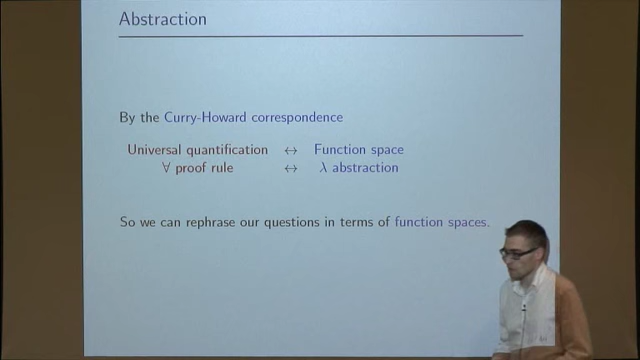 Abstraction
By the Curry-Howard correspondence
Universal quantification ↔ Function space
∀ proof rule ↔ λ abstraction
So we can rephrase our questions in terms of function spaces.